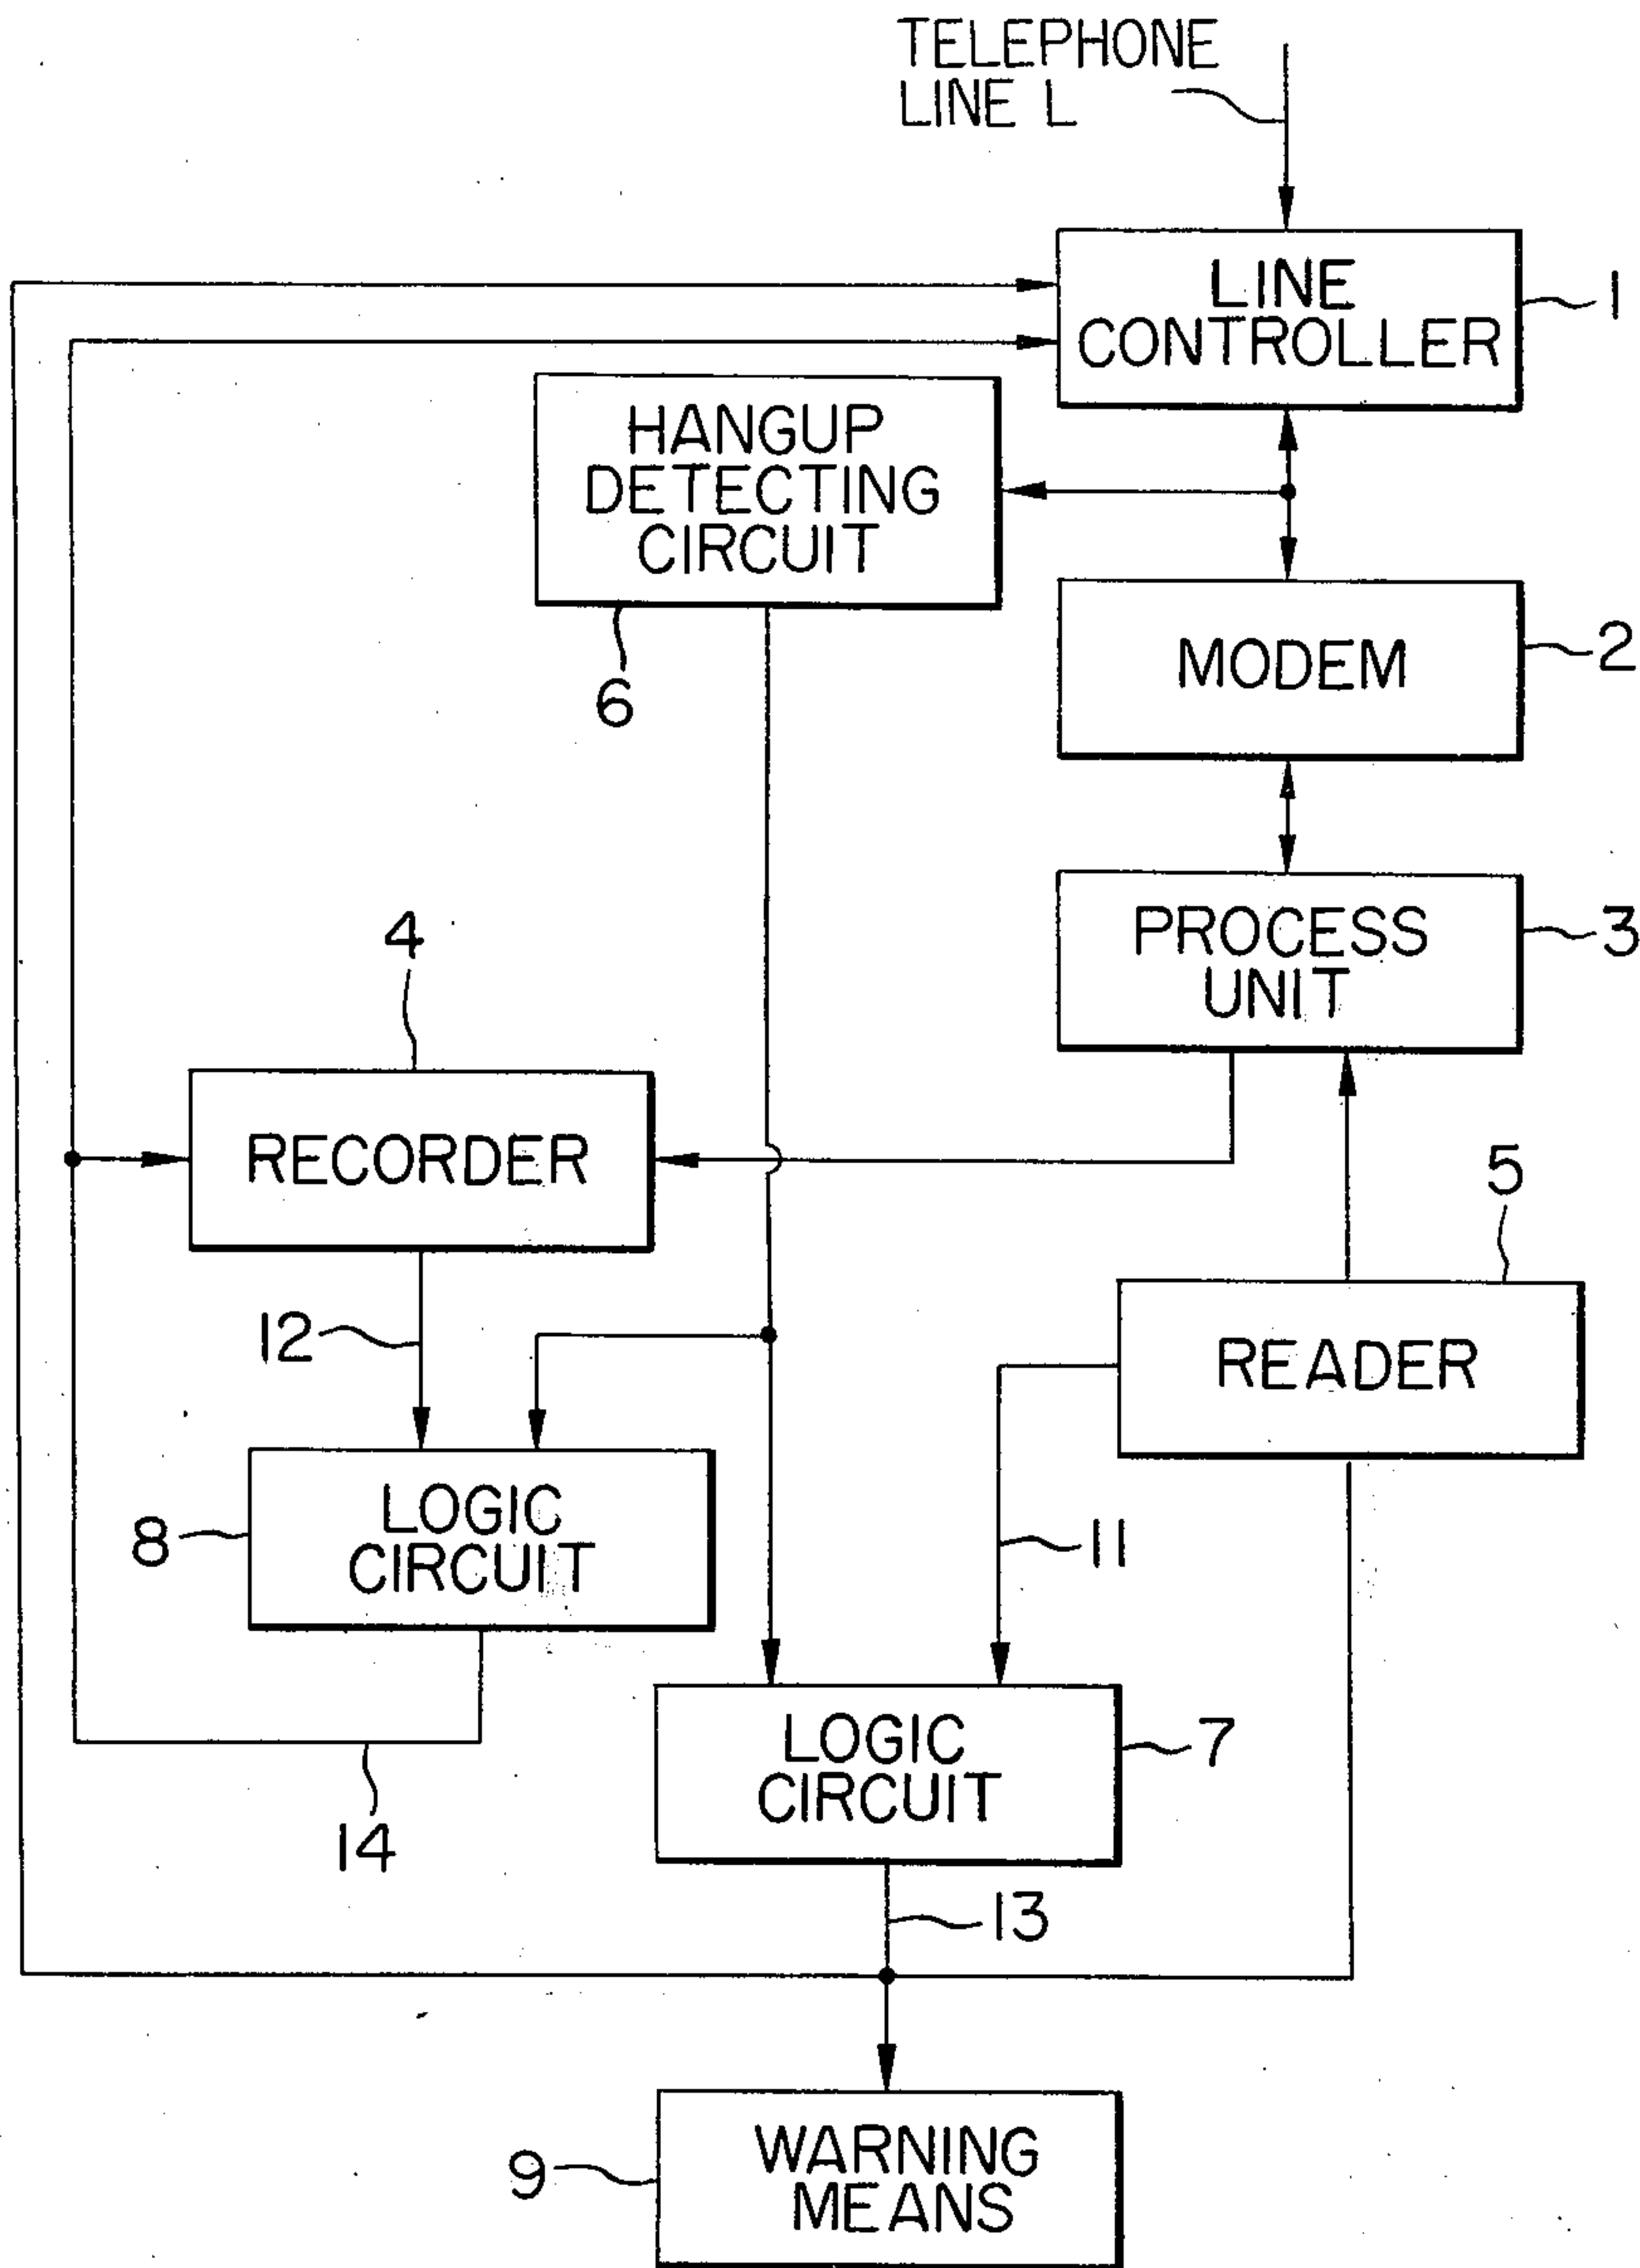 TELEPHONE
LINE L
LINE
CONTROLLER
1
HANGUP
DETECTING
CIRCUIT
6
MODEM
2
PROCESS
UNIT
3
4
RECORDER
5
READER
12
LOGIC
CIRCUIT
8
11
LOGIC
CIRCUIT
7
14
13
WARNING
MEANS
9